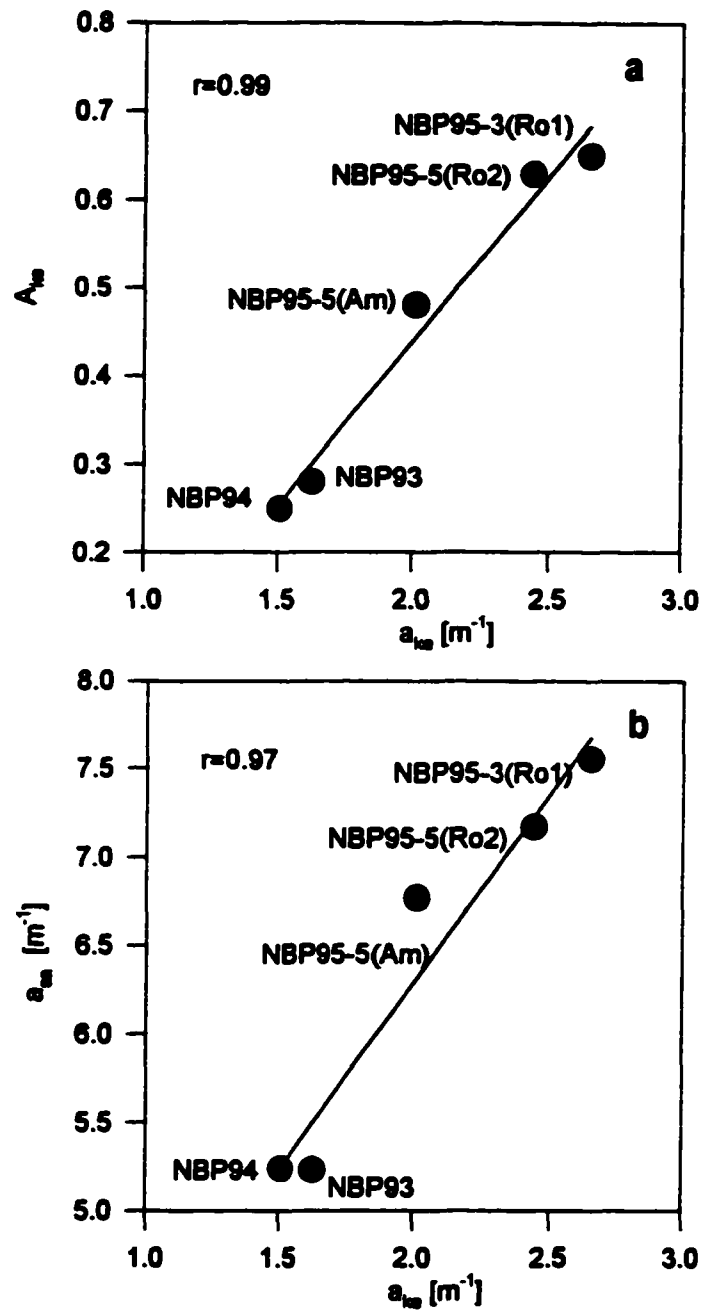 0.8
a
r=0.99
0.7
NBP95-3(Ro1)
NBP95-5(Ro2)
0.6
0.5
NBP95-5(Am)
A_ke
0.4
0.3
NBP93
NBP94
0.2
1.0 1.5 2.0 2.5 3.0
a_ke [m⁻¹]
8.0
b
r=0.97
7.5
NBP95-3(Ro1)
7.0
NBP95-5(Ro2)
6.5
NBP95-5(Am)
[m⁻¹]
6.0
5.5
NBP94
NBP93
5.0
1.0 1.5 2.0 2.5 3.0
a_ke [m⁻¹]